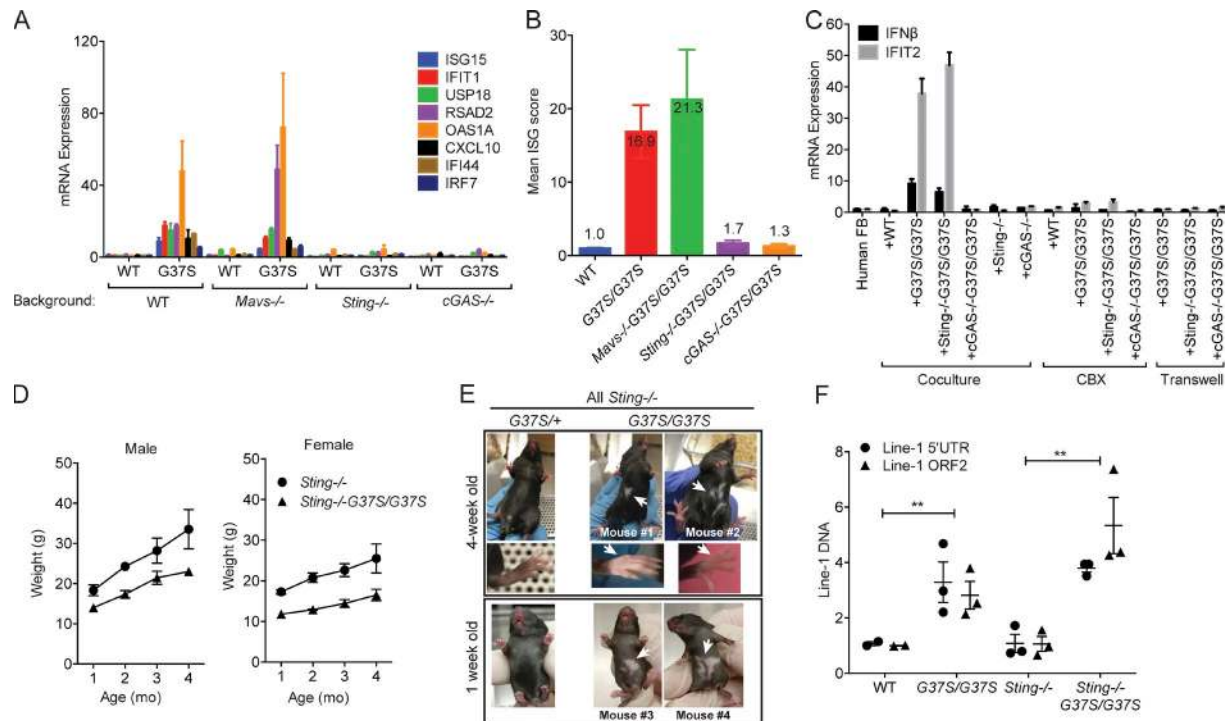 A
mRNA Expression
120
80
40
0
ISG15
IFIT1
USP18
RSAD2
OAS1A
CXCL10
IFI44
IRF7
WT G37S WT G37S WT G37S WT G37S
Background: WT Mavs-/- Sting-/- cGAS-/-
B
Mean ISG score
30
20
10
0
1.0
16.9
21.3
1.7
1.3
WT
G37S/G37S
Mavs-/-G37S/G37S
Sting-/-G37S/G37S
cGAS-/-G37S/G37S
C
mRNA Expression
60
50
40
30
20
10
0
IFNβ
IFIT2
Human FB
+WT
+G37S/G37S
+Sting-/-G37S/G37S
+cGAS-/-G37S/G37S
+Sting-/-
+cGAS-/-
+WT
+G37S/G37S
+Sting-/-G37S/G37S
+cGAS-/-G37S/G37S
+G37S/G37S
+Sting-/-G37S/G37S
+cGAS-/-G37S/G37S
Coculture CBX Transwell
D
Male
Weight (g)
50
40
30
20
10
0
1 2 3 4
Age (mo)
Female
Weight (g)
50
40
30
20
10
0
Sting-/-
Sting-/-G37S/G37S
1 2 3 4
Age (mo)
E
All Sting-/-
G37S/+ G37S/G37S
4-week old
Mouse #1 Mouse #2
1 week old
Mouse #3 Mouse #4
F
Line-1 DNA
8
6
4
2
0
Line-1 5'UTR
Line-1 ORF2
**
**
WT
G37S/G37S
Sting-/-
Sting-/-
G37S/G37S